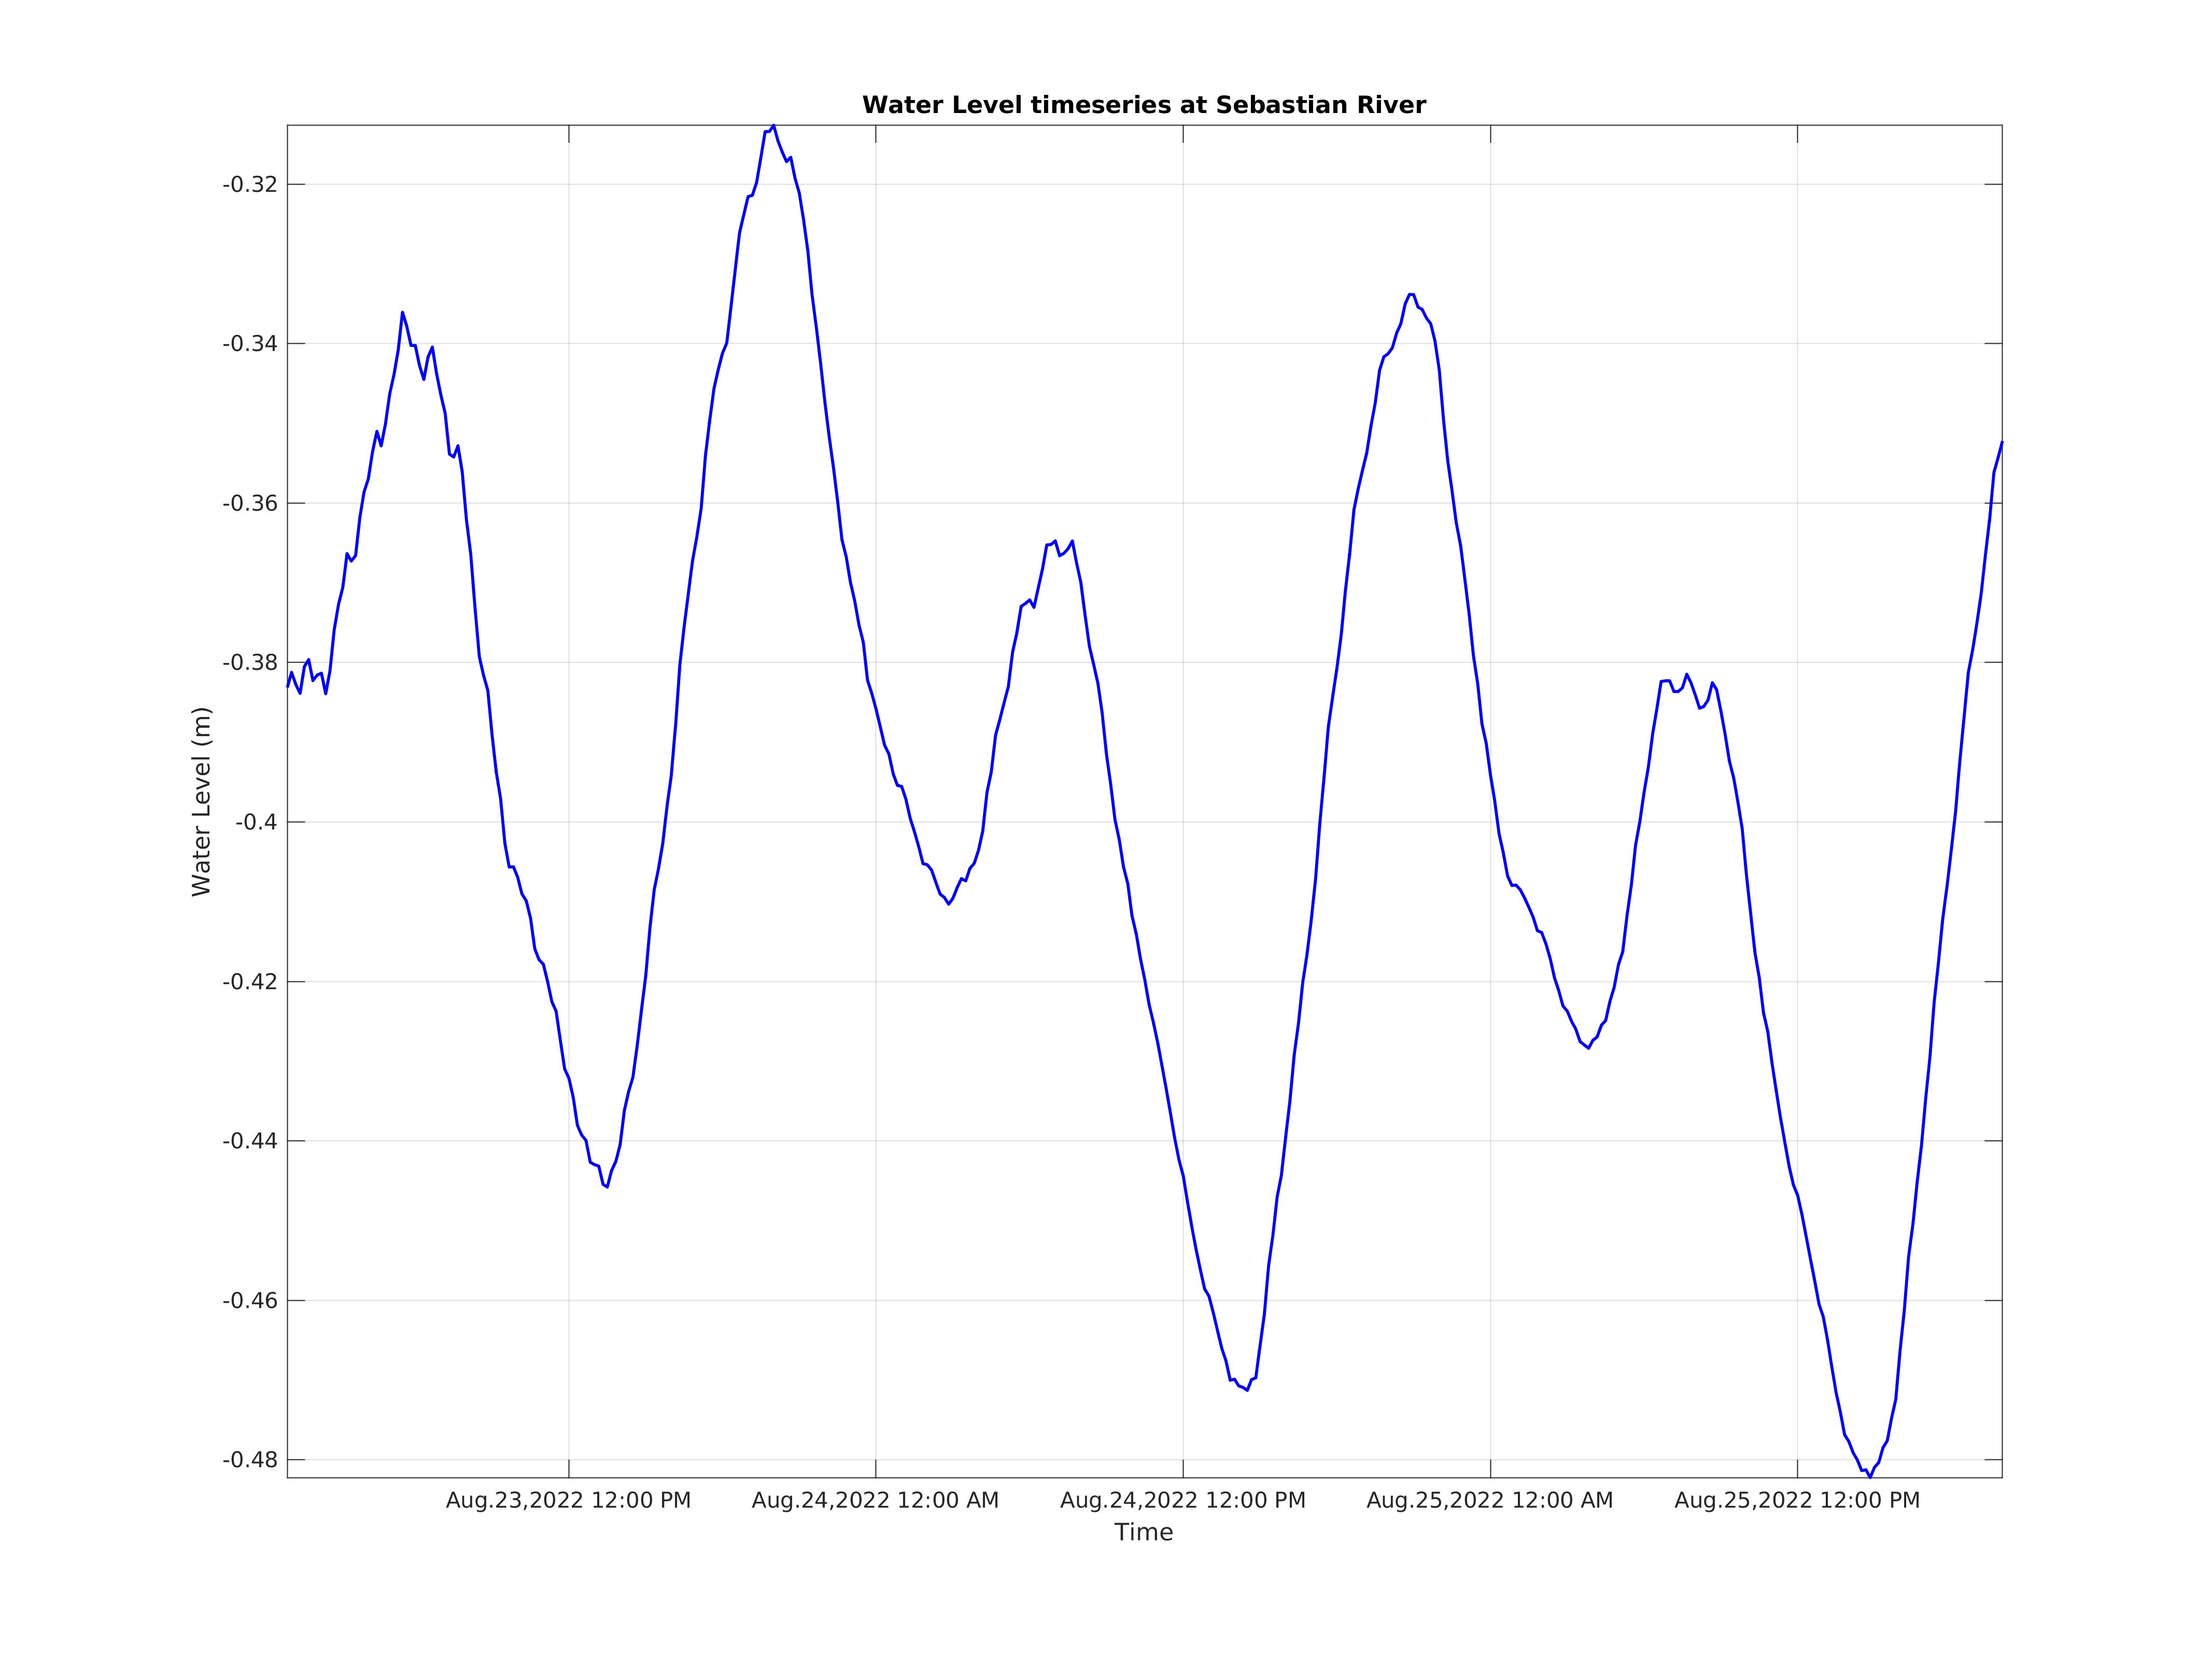 Water Level timeseries at Sebastian River
-0.32
-0.34
-0.36
-0.38
-0.4
-0.42
-0.44
-0.46
-0.48
Water Level (m)
Aug.23,2022 12:00 PM
Aug.24,2022 12:00 AM
Aug.24,2022 12:00 PM
Aug.25,2022 12:00 AM
Aug.25,2022 12:00 PM
Time